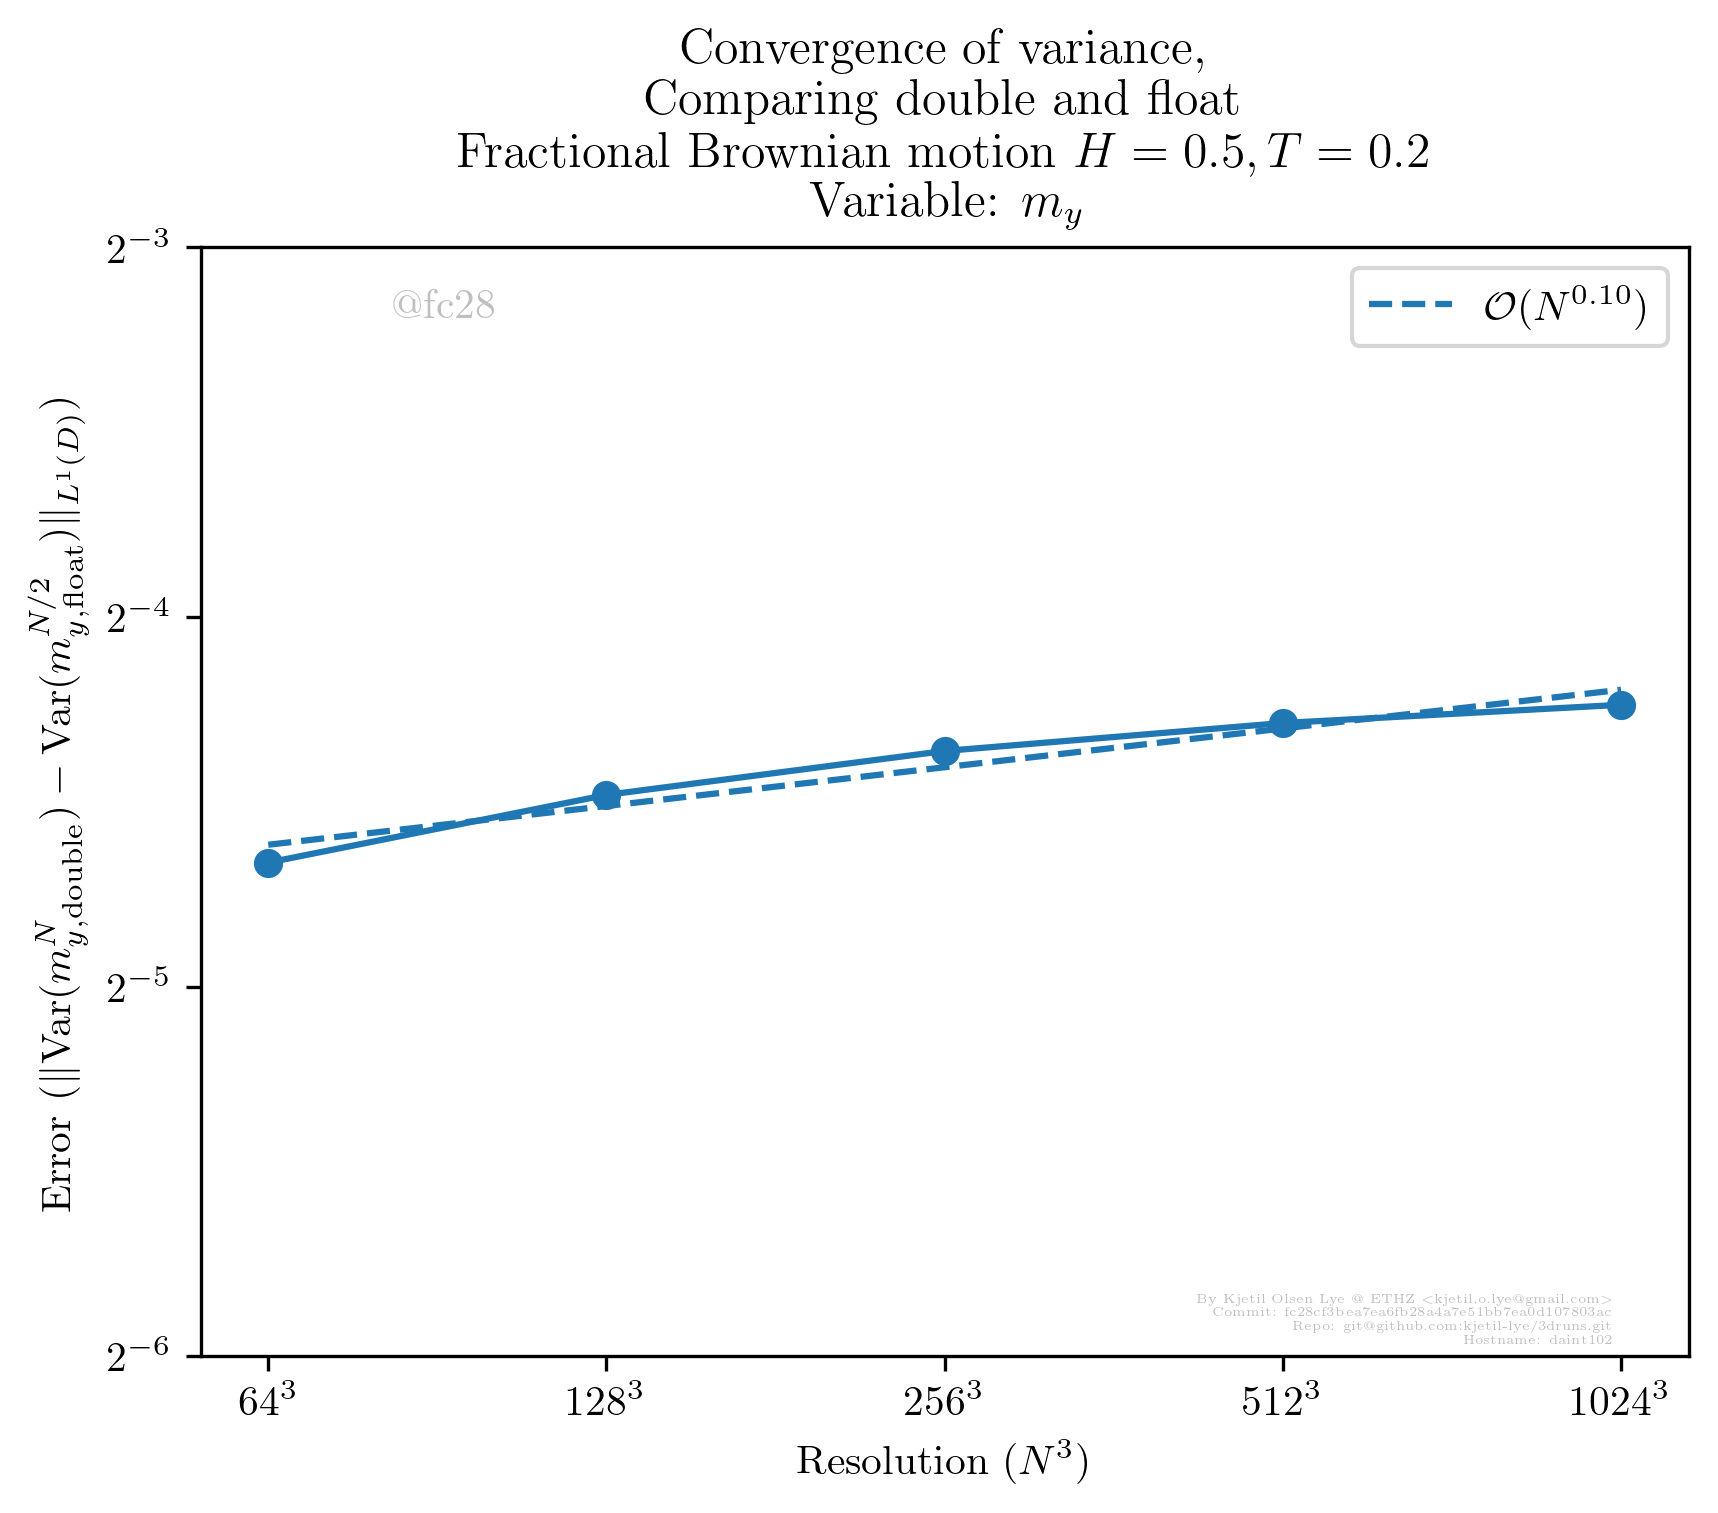 Convergence of variance,
Comparing double and float
Fractional Brownian motion H = 0.5, T = 0.2
Variable: m_y
2^{-3}
2^{-4}
2^{-5}
2^{-6}
Error (‖Var(m^N_{y,double}) − Var(m^{N/2}_{y,float})‖_{L^1(D)})
@fc28
O(N^{0.10})
By Kjetil Olsen Lye @ ETHZ <kjetil.o.lye@gmail.com>
Commit: fc28cf3bea7ea6fb28a4a7e51bb7ea0d107803ac
Repo: git@github.com:kjetil-lye/3druns.git
Hostname: daint102
64^3 128^3 256^3 512^3 1024^3
Resolution (N^3)